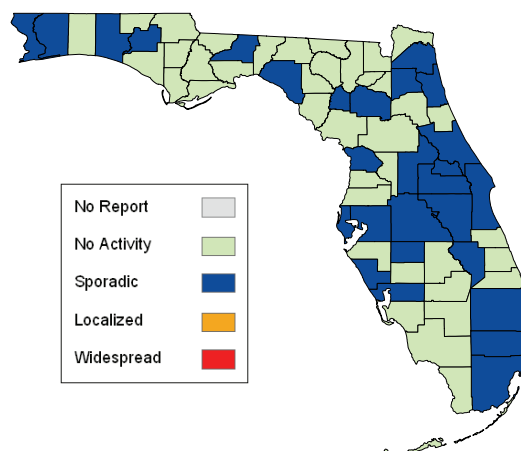 No Report
No Activity
Sporadic
Localized
Widespread